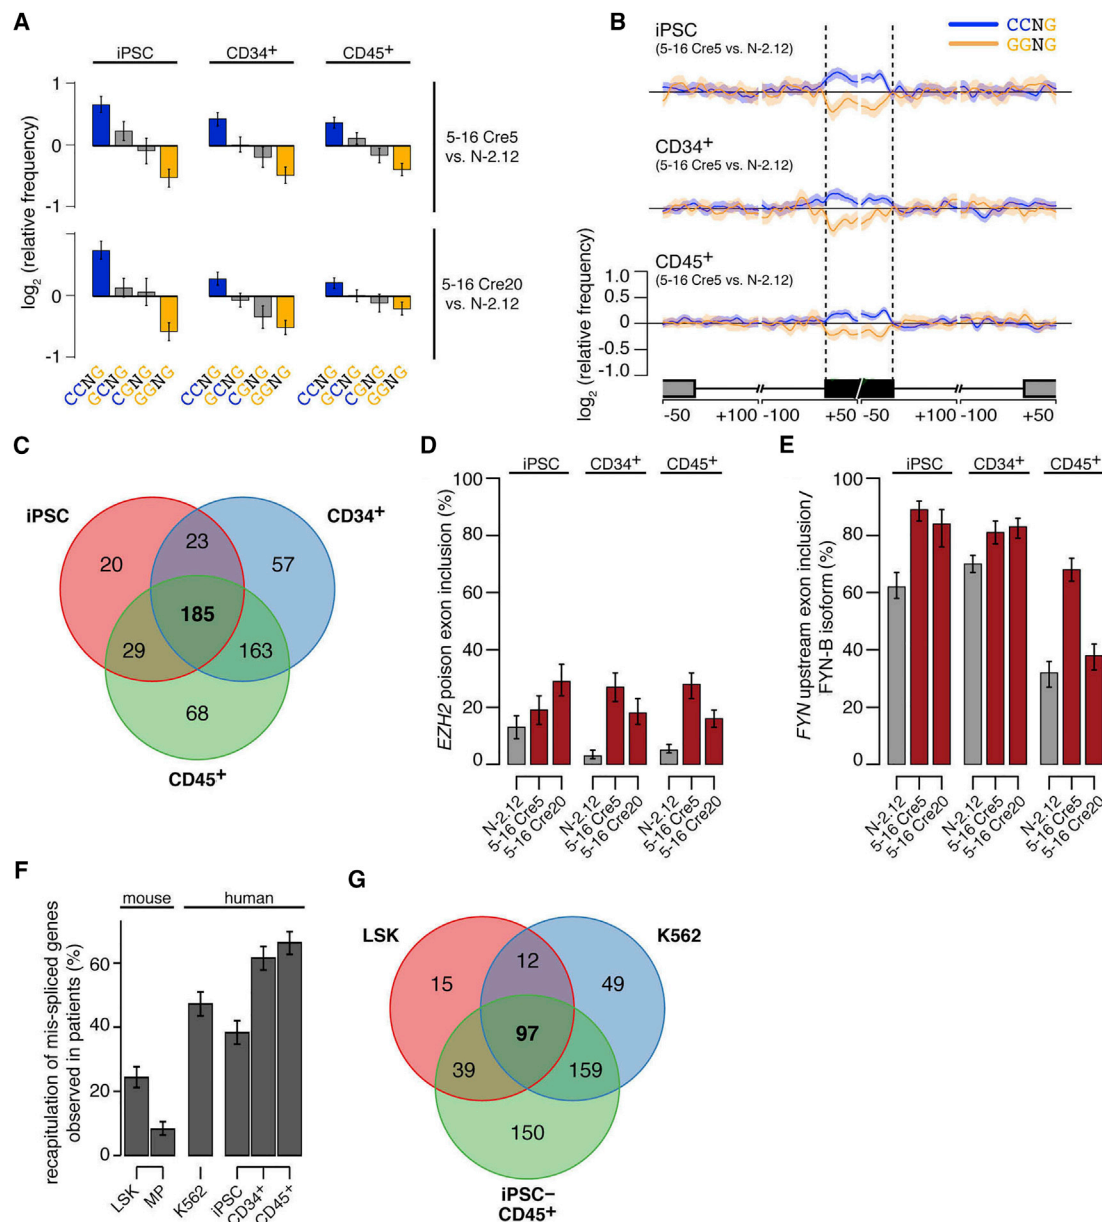 A
iPSC
CD34+
CD45+
log2 (relative frequency)
1
0
-1
5-16 Cre5
vs. N-2.12
1
0
-1
5-16 Cre20
vs. N-2.12
CCNG
GCNG
CGNG
GGNG
CCNG
GCNG
CGNG
GGNG
CCNG
GCNG
CGNG
GGNG
B
CCNG
GGNG
iPSC
(5-16 Cre5 vs. N-2.12)
CD34+
(5-16 Cre5 vs. N-2.12)
CD45+
(5-16 Cre5 vs. N-2.12)
log2 (relative frequency)
1.0
0.5
0
-0.5
-1.0
-50 +100 -100 +50 -50 +100 -100 +50
C
iPSC
CD34+
CD45+
20
23
57
185
29
163
68
D
iPSC
CD34+
CD45+
EZH2 poison exon inclusion (%)
100
80
60
40
20
0
N-2.12
5-16 Cre5
5-16 Cre20
N-2.12
5-16 Cre5
5-16 Cre20
N-2.12
5-16 Cre5
5-16 Cre20
E
iPSC
CD34+
CD45+
FYN upstream exon inclusion/
FYN-B isoform (%)
100
80
60
40
20
0
N-2.12
5-16 Cre5
5-16 Cre20
N-2.12
5-16 Cre5
5-16 Cre20
N-2.12
5-16 Cre5
5-16 Cre20
F
mouse
human
recapitulation of mis-spliced genes
observed in patients (%)
60
40
20
0
LSK
MP
K562
iPSC
CD34+
CD45+
G
LSK
K562
15
12
49
97
39
159
150
iPSC–
CD45+